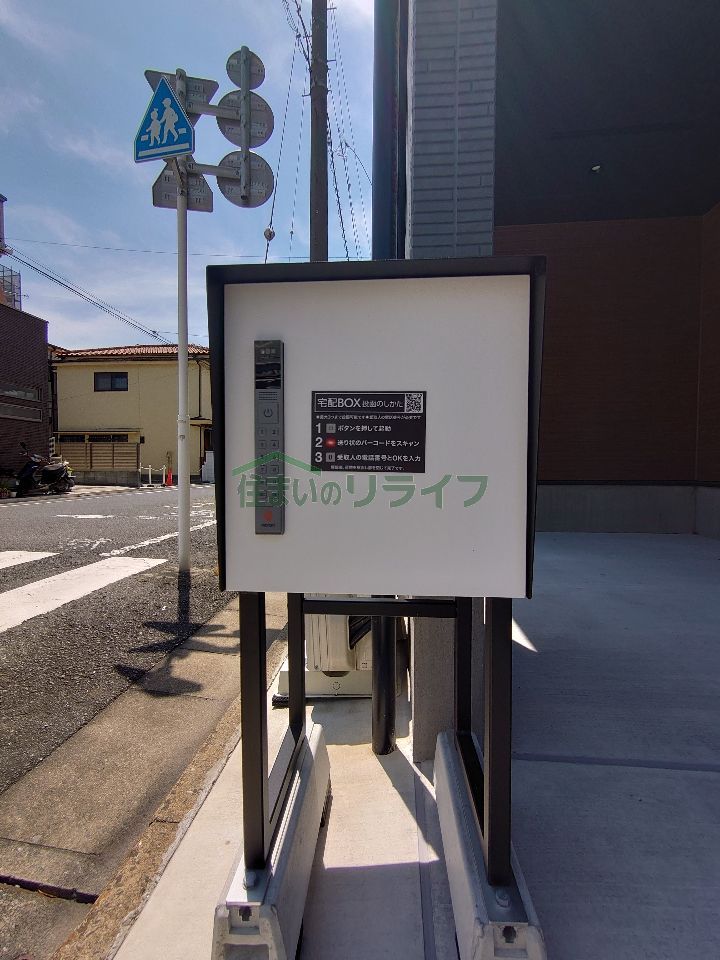 宅配BOX 投函のしかた
1 ボタンを押して起動
2 送り状のバーコードをスキャン
3 受取人の電話番号とOKを入力
住まいのリライフ